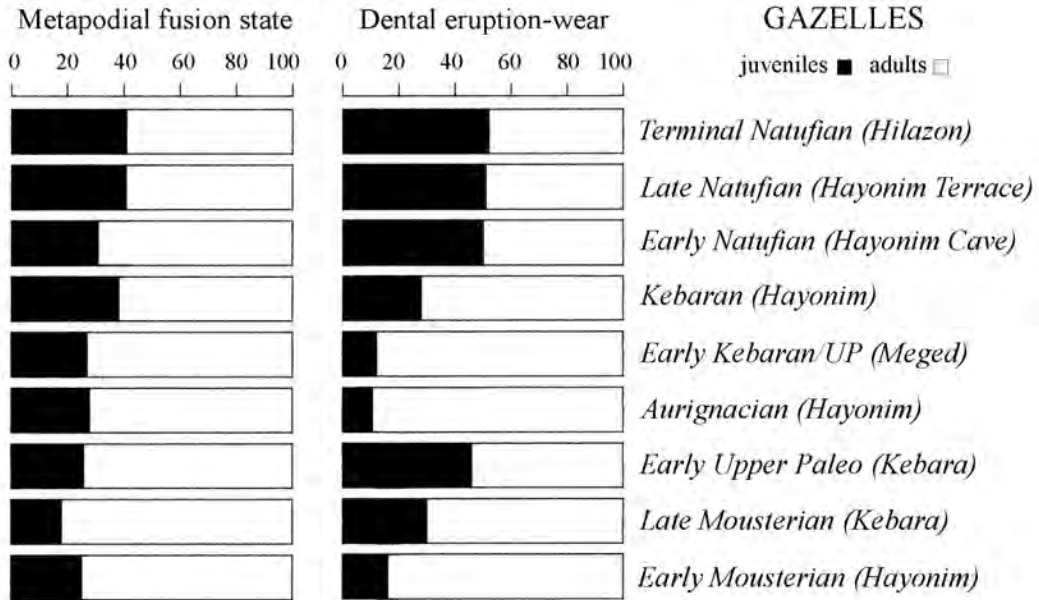 Metapodial fusion state Dental eruption-wear GAZELLES
0 20 40 60 80 100 0 20 40 60 80 100
juveniles ■ adults □
Terminal Natufian (Hilazon)
Late Natufian (Hayonim Terrace)
Early Natufian (Hayonim Cave)
Kebaran (Hayonim)
Early Kebaran/UP (Meged)
Aurignacian (Hayonim)
Early Upper Paleo (Kebara)
Late Mousterian (Kebara)
Early Mousterian (Hayonim)